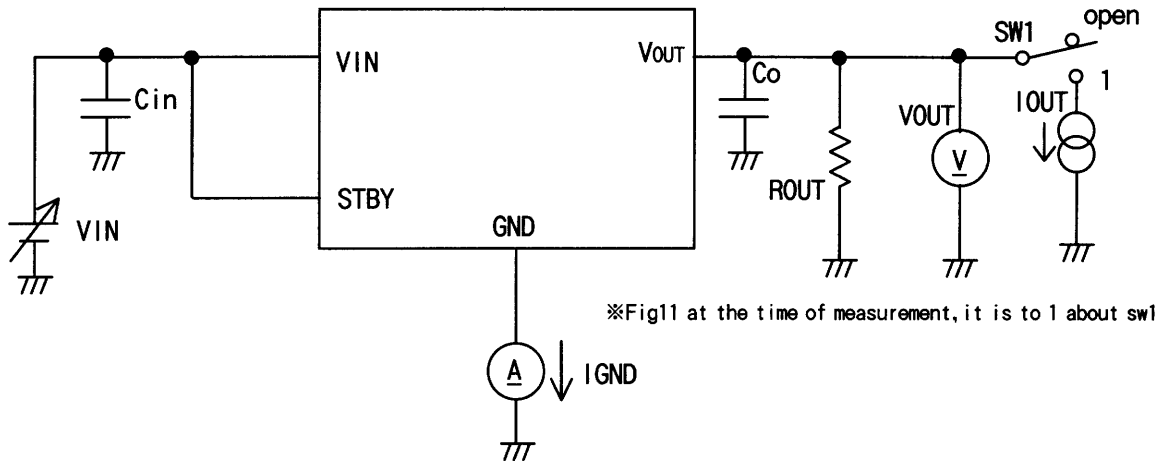 open
SW1
VIN
VOUT
Co
1
Cin
IOUT
VOUT
V
ROUT
STBY
VIN
GND
※Fig11 at the time of measurement, it is to 1 about sw1
A
IGND